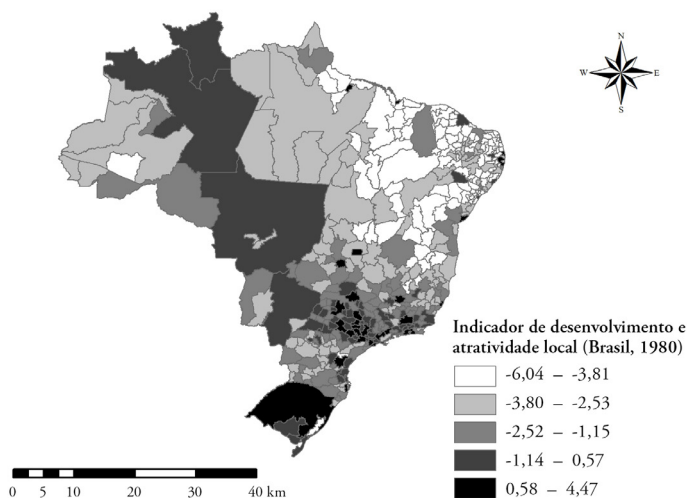 N
W E
S
Indicador de desenvolvimento e
atratividade local (Brasil, 1980)
-6,04 – -3,81
-3,80 – -2,53
-2,52 – -1,15
-1,14 – 0,57
0,58 – 4,47
0 5 10 20 30 40 km